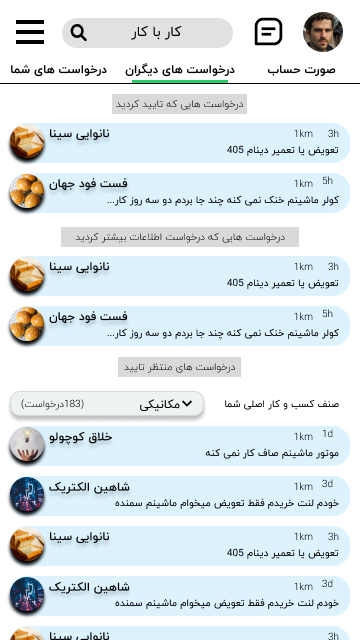 کار با کار
صورت حساب
درخواست های دیگران
درخواست های شما
درخواست هایی که تایید کردید
نانوایی سینا
1km
3h
تعویض یا تعمیر دینام 405
فست فود جهان
1km
5h
کولر ماشینم خنک نمی کنه چند جا بردم دو سه روز کار...
درخواست هایی که درخواست اطلاعات بیشتر کردید
نانوایی سینا
1km
3h
تعویض یا تعمیر دینام 405
فست فود جهان
1km
5h
کولر ماشینم خنک نمی کنه چند جا بردم دو سه روز کار...
درخواست های منتظر تایید
صنف کسب و کار اصلی شما
مکانیکی
(183درخواست)
خلاق کوچولو
1km
1d
موتور ماشینم صاف کار نمی کنه
شاهین الکتریک
1km
3d
خودم لنت خریدم فقط تعویض میخوام ماشینم سمنده
نانوایی سینا
1km
3h
تعویض یا تعمیر دینام 405
شاهین الکتریک
1km
3d
خودم لنت خریدم فقط تعویض میخوام ماشینم سمنده
نانوایی سینا
1km
3h